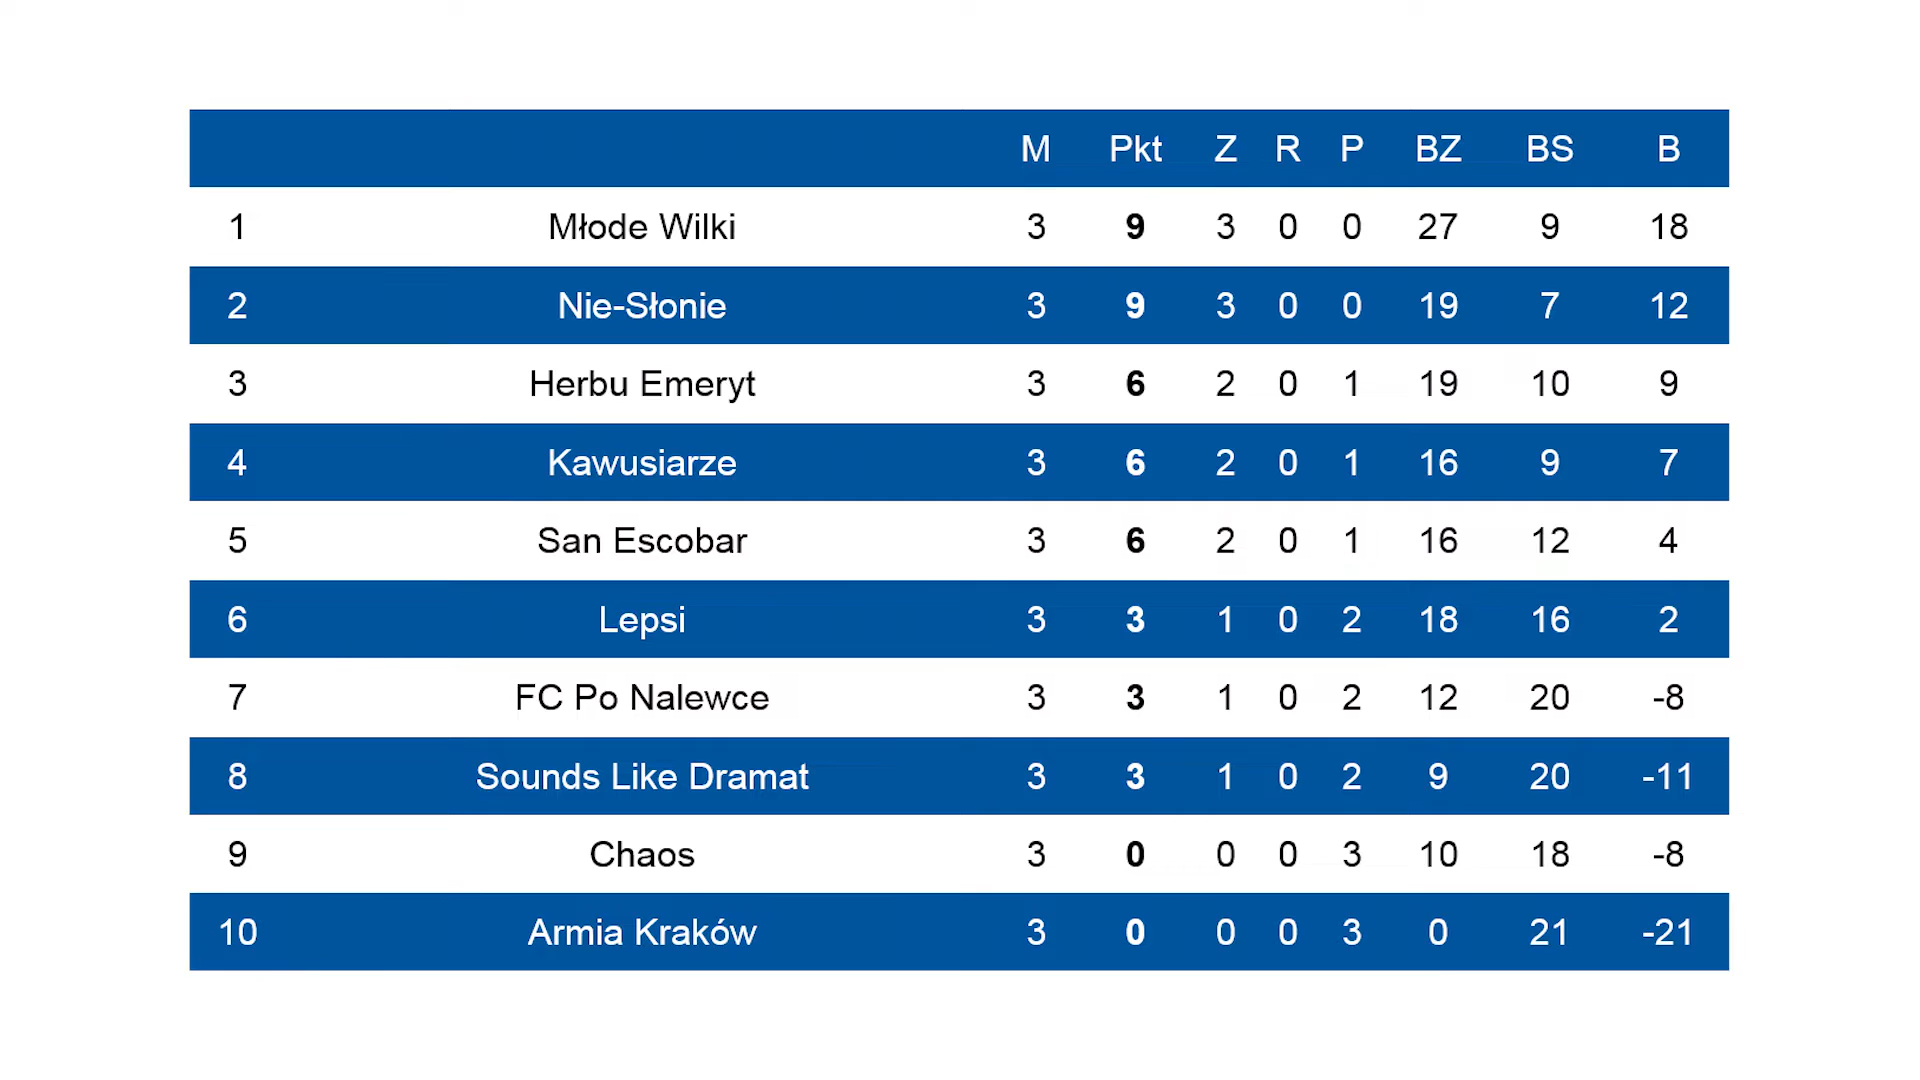 M Pkt Z R P BZ BS B
1 Młode Wilki 3 9 3 0 0 27 9 18
2 Nie-Słonie 3 9 3 0 0 19 7 12
3 Herbu Emeryt 3 6 2 0 1 19 10 9
4 Kawusiarze 3 6 2 0 1 16 9 7
5 San Escobar 3 6 2 0 1 16 12 4
6 Lepsi 3 3 1 0 2 18 16 2
7 FC Po Nalewce 3 3 1 0 2 12 20 -8
8 Sounds Like Dramat 3 3 1 0 2 9 20 -11
9 Chaos 3 0 0 0 3 10 18 -8
10 Armia Kraków 3 0 0 0 3 0 21 -21